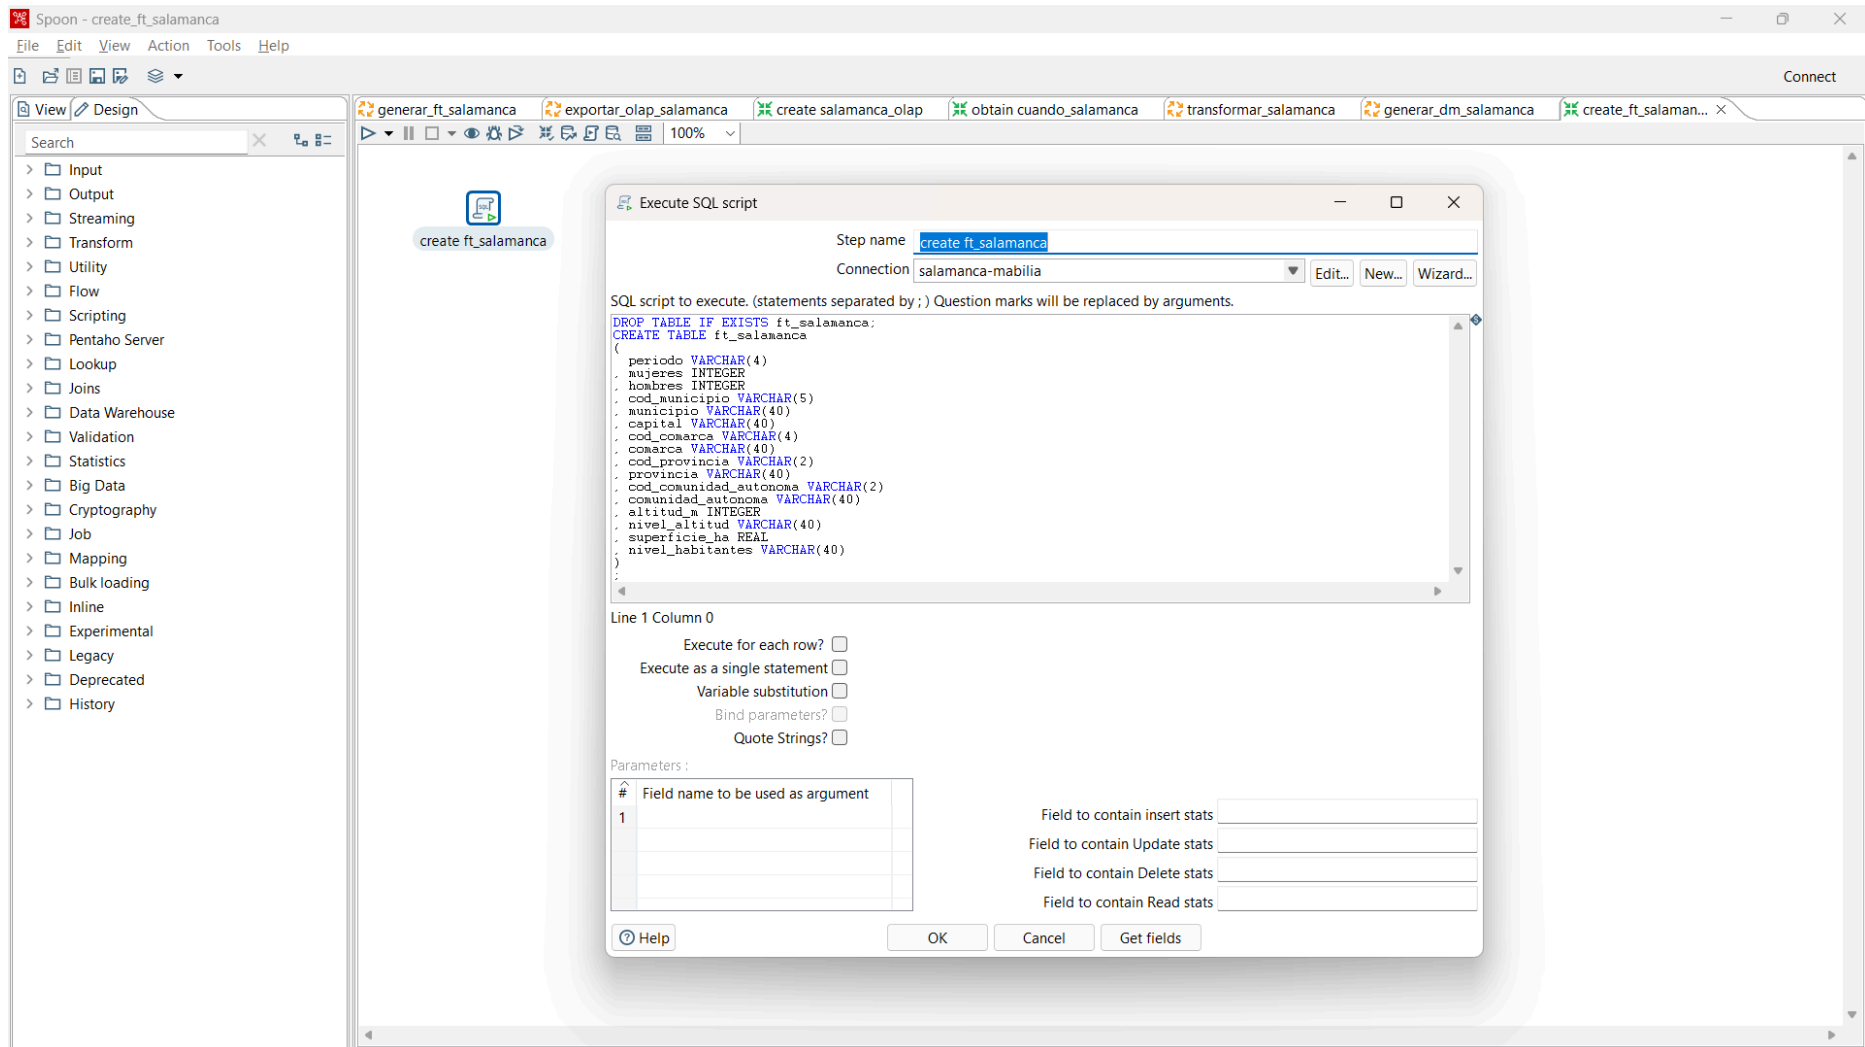 Spoon - create_ft_salamanca
File Edit View Action Tools Help
Connect
View Design
generar_ft_salamanca exportar_olap_salamanca create salamanca_olap obtain cuando_salamanca transformar_salamanca generar_dm_salamanca create_ft_salaman...
100%
Search
Input
Output
Streaming
Transform
Utility
Flow
Scripting
Pentaho Server
Lookup
Joins
Data Warehouse
Validation
Statistics
Big Data
Cryptography
Job
Mapping
Bulk loading
Inline
Experimental
Legacy
Deprecated
History
SQL
create ft_salamanca
Execute SQL script
Step name create ft_salamanca
Connection salamanca-mabilia Edit... New... Wizard...
SQL script to execute. (statements separated by ; ) Question marks will be replaced by arguments.
DROP TABLE IF EXISTS ft_salamanca;
CREATE TABLE ft_salamanca
(
periodo VARCHAR(4)
, mujeres INTEGER
, hombres INTEGER
, cod_municipio VARCHAR(5)
, municipio VARCHAR(40)
, capital VARCHAR(40)
, cod_comarca VARCHAR(4)
, comarca VARCHAR(40)
, cod_provincia VARCHAR(2)
, provincia VARCHAR(40)
, cod_comunidad_autonoma VARCHAR(2)
, comunidad_autonoma VARCHAR(40)
, altitud_m INTEGER
, nivel_altitud VARCHAR(40)
, superficie_ha REAL
, nivel_habitantes VARCHAR(40)
)
;
Line 1 Column 0
Execute for each row?
Execute as a single statement
Variable substitution
Bind parameters?
Quote Strings?
Parameters :
# Field name to be used as argument
1
Field to contain insert stats
Field to contain Update stats
Field to contain Delete stats
Field to contain Read stats
Help OK Cancel Get fields